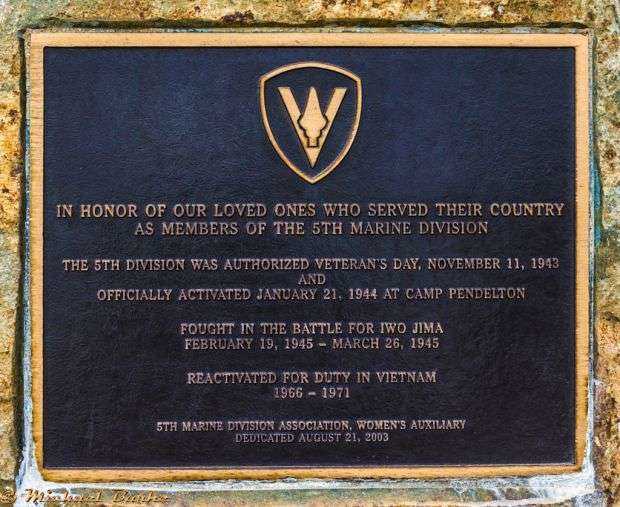 V
IN HONOR OF OUR LOVED ONES WHO SERVED THEIR COUNTRY
AS MEMBERS OF THE 5TH MARINE DIVISION
THE 5TH DIVISION WAS AUTHORIZED VETERAN'S DAY, NOVEMBER 11, 1943
AND
OFFICIALLY ACTIVATED JANUARY 21, 1944 AT CAMP PENDELTON
FOUGHT IN THE BATTLE FOR IWO JIMA
FEBRUARY 19, 1945 – MARCH 26, 1945
REACTIVATED FOR DUTY IN VIETNAM
1966 – 1971
5TH MARINE DIVISION ASSOCIATION, WOMEN'S AUXILIARY
DEDICATED AUGUST 21, 2003
©